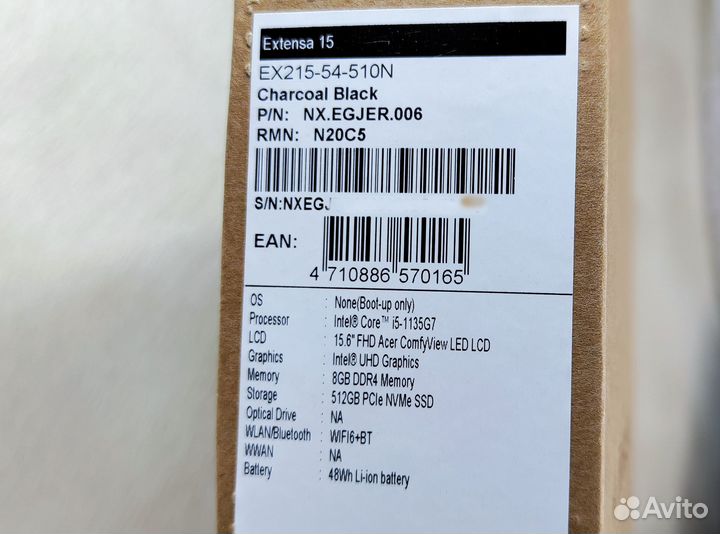 Extensa 15
EX215-54-510N
Charcoal Black
P/N: NX.EGJER.006
RMN: N20C5
S/N:NXEGJ
EAN:
4 710886 570165
OS : None(Boot-up only)
Processor : Intel® Core™ i5-1135G7
LCD : 15.6" FHD Acer ComfyView LED LCD
Graphics : Intel® UHD Graphics
Memory : 8GB DDR4 Memory
Storage : 512GB PCIe NVMe SSD
Optical Drive : NA
WLAN/Bluetooth : WIFI6+BT
WWAN : NA
Battery : 48Wh Li-ion battery
Avito